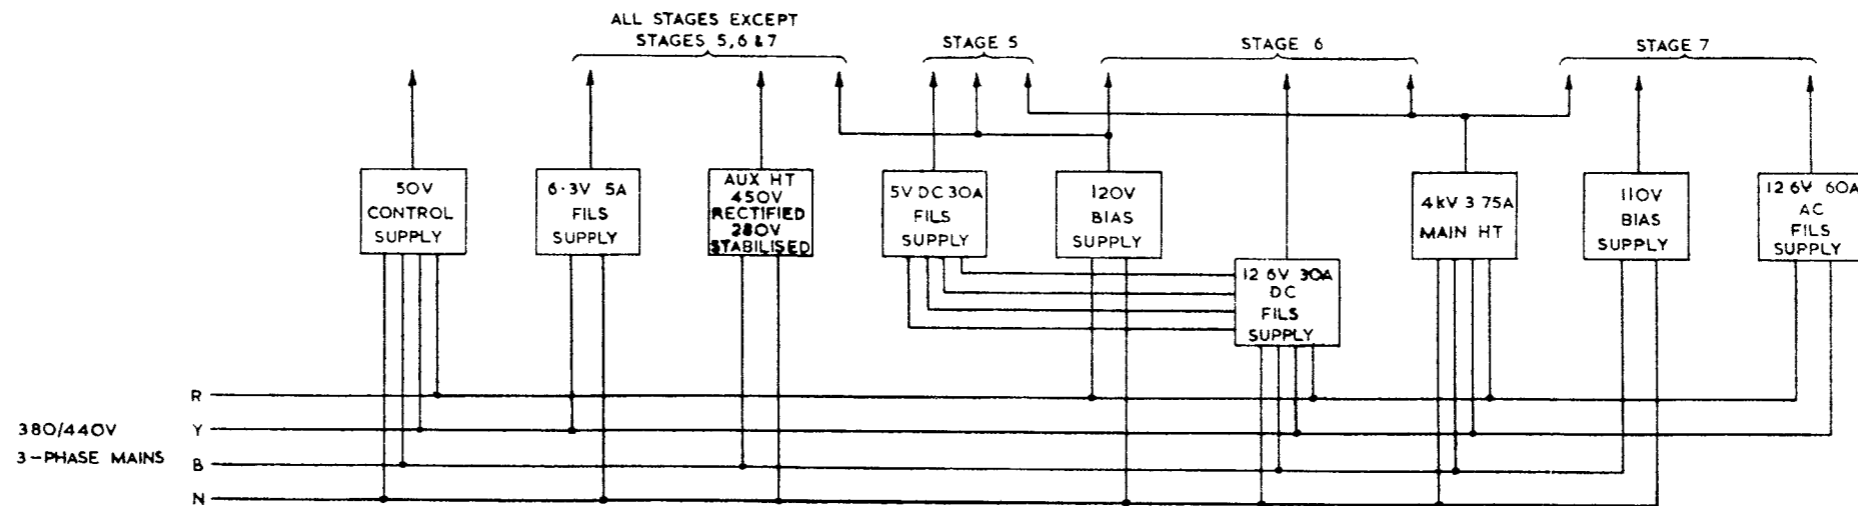 ALL STAGES EXCEPT
STAGES 5,6 & 7
STAGE 5
STAGE 6
STAGE 7
50V
CONTROL
SUPPLY
6·3V 5A
FILS
SUPPLY
AUX HT
450V
RECTIFIED
280V
STABILISED
5V DC 30A
FILS
SUPPLY
120V
BIAS
SUPPLY
12 6V 30A
DC
FILS
SUPPLY
4kV 3 75A
MAIN HT
110V
BIAS
SUPPLY
12 6V 60A
AC
FILS
SUPPLY
380/440V
3-PHASE MAINS
R
Y
B
N